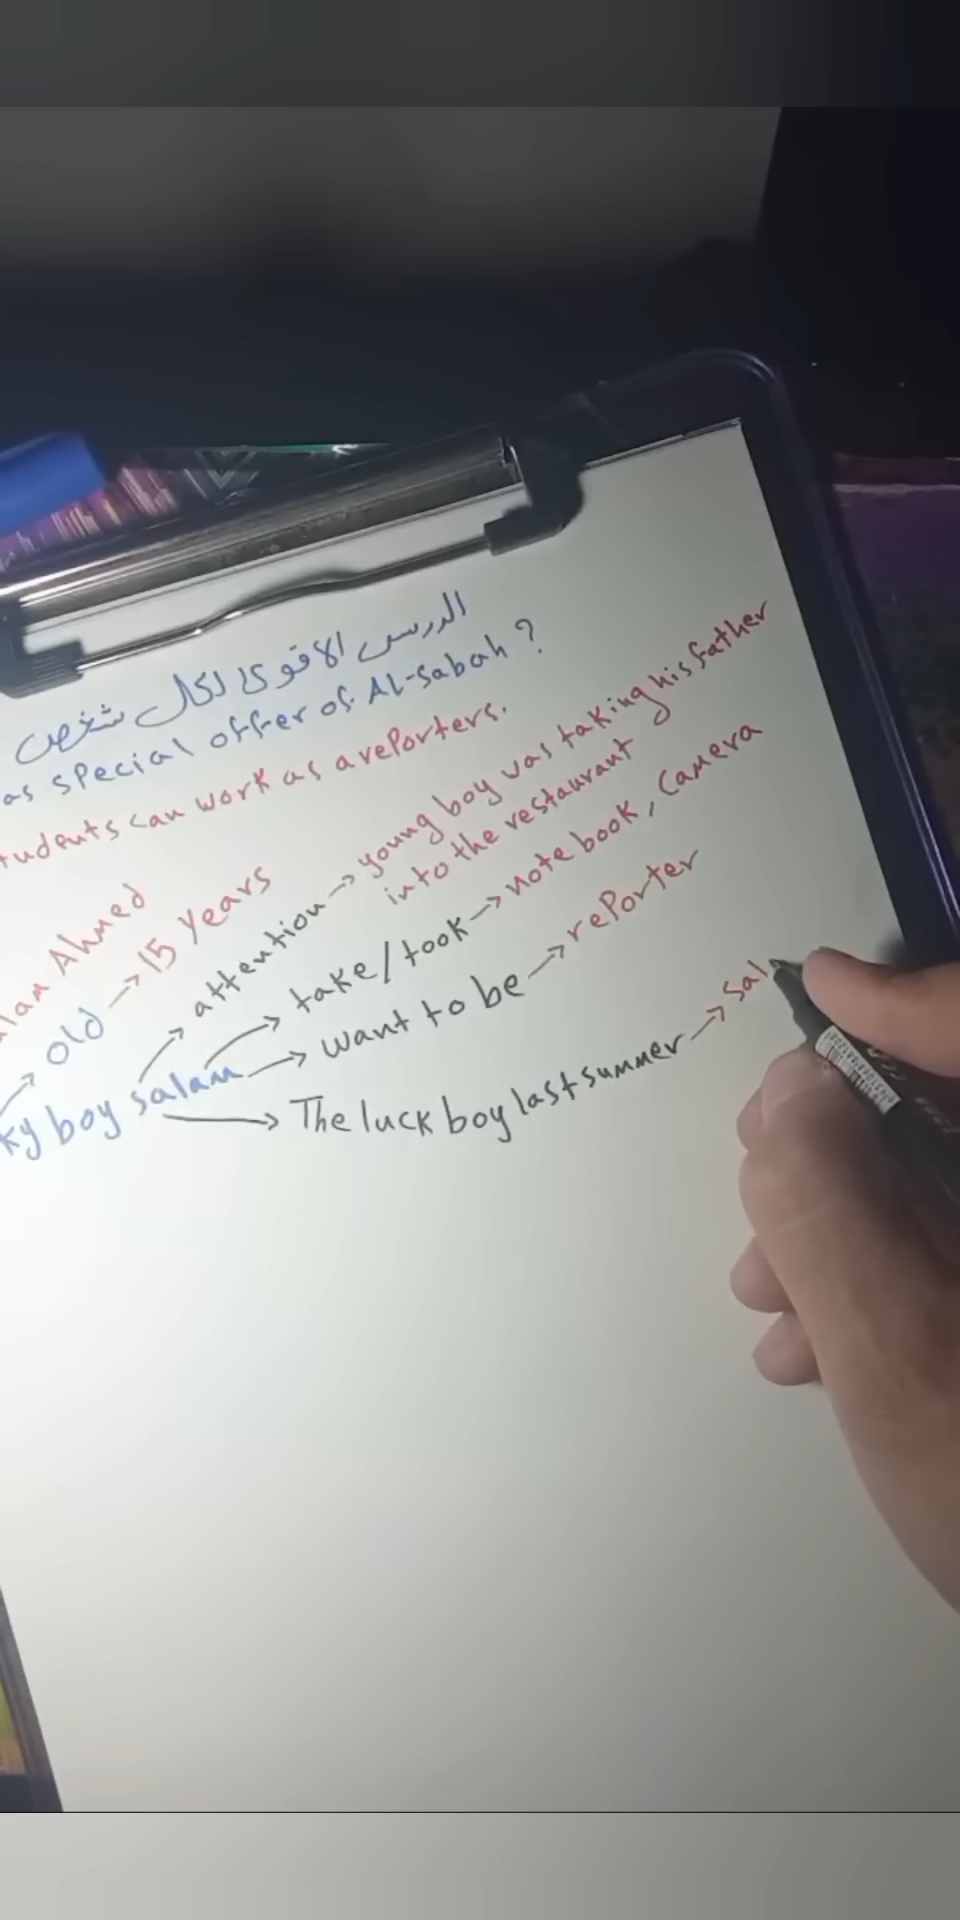 الدرس الاقوى لكل شخص
as special offer of Al-sabah ?
tudents can work as a reporters.
lam Ahmed
old → 15 years
attention → young boy was taking his father
into the restaurant
take/took → notebook, camera
want to be → reporter
ky boy salam
The luck boy last summer → sal